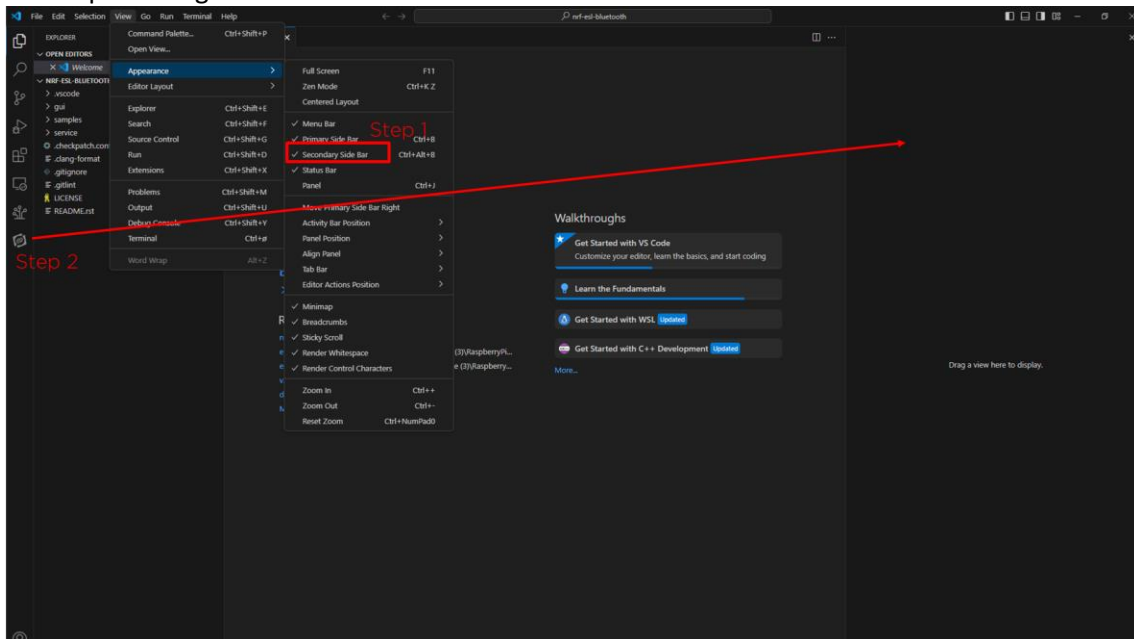 File Edit Selection View Go Run Terminal Help
nrf-esl-bluetooth
EXPLORER
OPEN EDITORS
Welcome
NRF-ESL-BLUETOOTH
.vscode
gui
samples
service
.checkpatch.conf
.clang-format
.gitignore
.gitlint
LICENSE
README.rst
Step 2
Command Palette... Ctrl+Shift+P
Open View...
Appearance
Editor Layout
Explorer Ctrl+Shift+E
Search Ctrl+Shift+F
Source Control Ctrl+Shift+G
Run Ctrl+Shift+D
Extensions Ctrl+Shift+X
Problems Ctrl+Shift+M
Output Ctrl+Shift+U
Debug Console Ctrl+Shift+Y
Terminal Ctrl+ø
Word Wrap Alt+Z
Full Screen F11
Zen Mode Ctrl+K Z
Centered Layout
Menu Bar
Step 1
Primary Side Bar Ctrl+B
Secondary Side Bar Ctrl+Alt+B
Status Bar
Panel Ctrl+J
Move Primary Side Bar Right
Activity Bar Position
Panel Position
Align Panel
Tab Bar
Editor Actions Position
Minimap
Breadcrumbs
Sticky Scroll
Render Whitespace
Render Control Characters
Zoom In Ctrl++
Zoom Out Ctrl+-
Reset Zoom Ctrl+NumPad0
(3)\RaspberryPi...
e (3)\Raspberry...
Walkthroughs
Get Started with VS Code
Customize your editor, learn the basics, and start coding
Learn the Fundamentals
Get Started with WSL Updated
Get Started with C++ Development Updated
More...
Drag a view here to display.